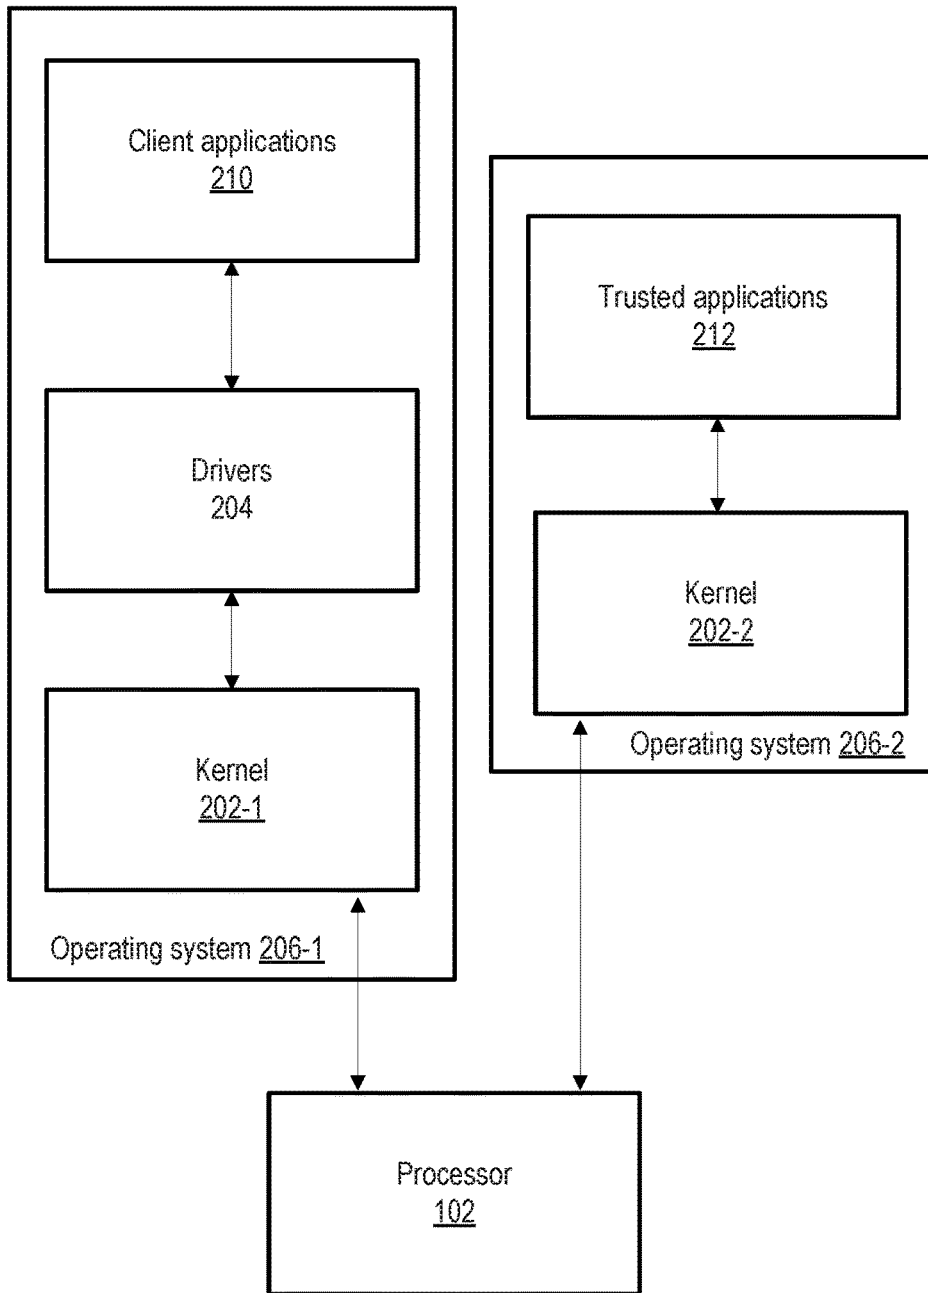 Client applications
210
Drivers
204
Kernel
202-1
Operating system 206-1
Trusted applications
212
Kernel
202-2
Operating system 206-2
Processor
102